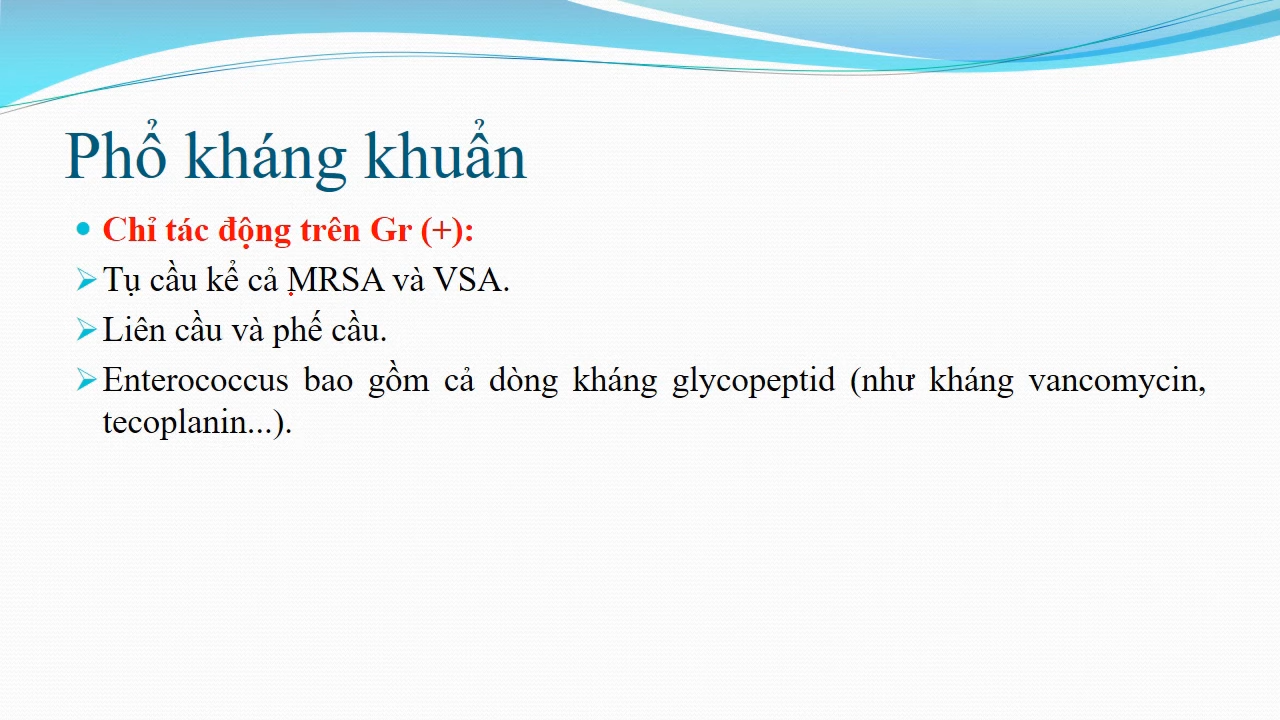 Phổ kháng khuẩn
Chỉ tác động trên Gr (+):
Tụ cầu kể cả MRSA và VSA.
Liên cầu và phế cầu.
Enterococcus bao gồm cả dòng kháng glycopeptid (như kháng vancomycin,
tecoplanin...).